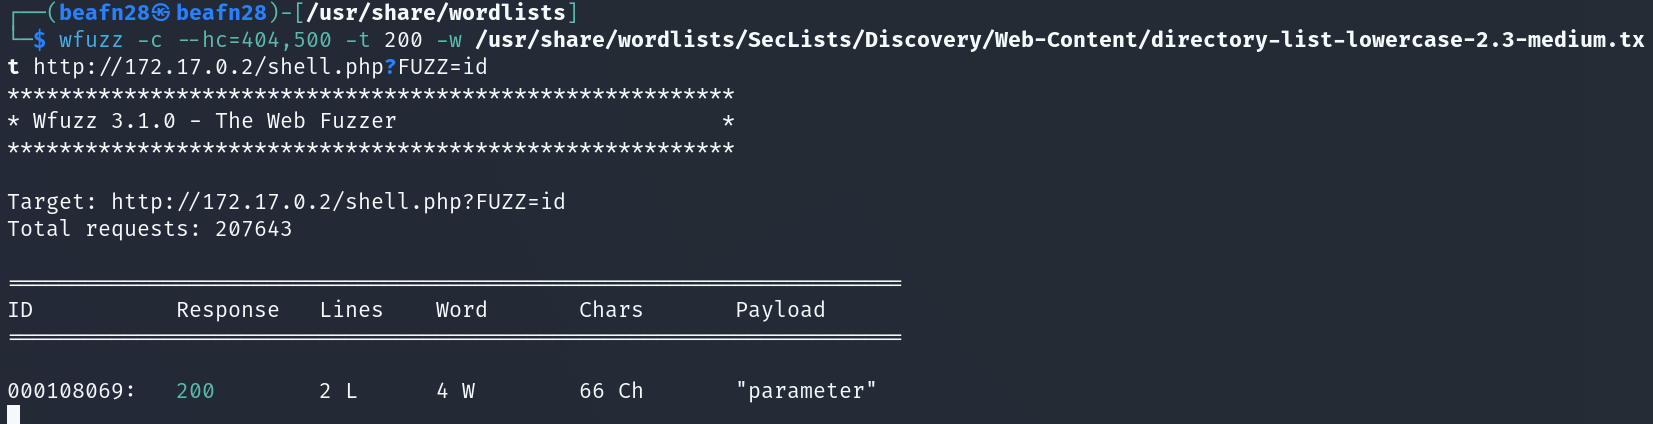 ┌──(beafn28㉿beafn28)-[/usr/share/wordlists]
└─$ wfuzz -c --hc=404,500 -t 200 -w /usr/share/wordlists/SecLists/Discovery/Web-Content/directory-list-lowercase-2.3-medium.tx
t http://172.17.0.2/shell.php?FUZZ=id
********************************************************
* Wfuzz 3.1.0 - The Web Fuzzer                         *
********************************************************
Target: http://172.17.0.2/shell.php?FUZZ=id
Total requests: 207643
=====================================================================
ID           Response   Lines    Word       Chars       Payload
=====================================================================
000108069:   200        2 L      4 W        66 Ch       "parameter"